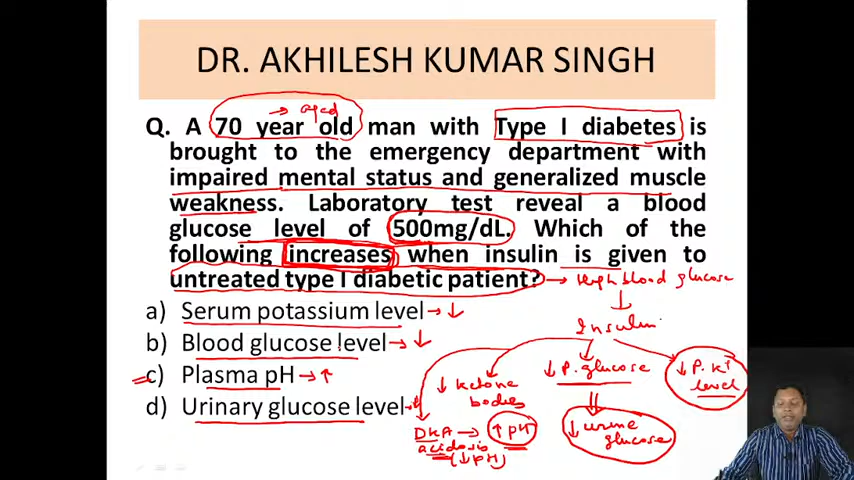 DR. AKHILESH KUMAR SINGH
→ aged
Q. A 70 year old man with Type I diabetes is
brought to the emergency department with
impaired mental status and generalized muscle
weakness. Laboratory test reveal a blood
glucose level of 500mg/dL. Which of the
following increases when insulin is given to
untreated type I diabetic patient? → High blood glucose
↓
Insulin
a) Serum potassium level → ↓
b) Blood glucose level → ↓
c) Plasma pH → ↑
d) Urinary glucose level → ↓
↓ ketone
bodies
↓ P. glucose
↓ P. K+
level
DKA → ↑ pH
acidosis
(↓ pH)
↓ urine
glucose